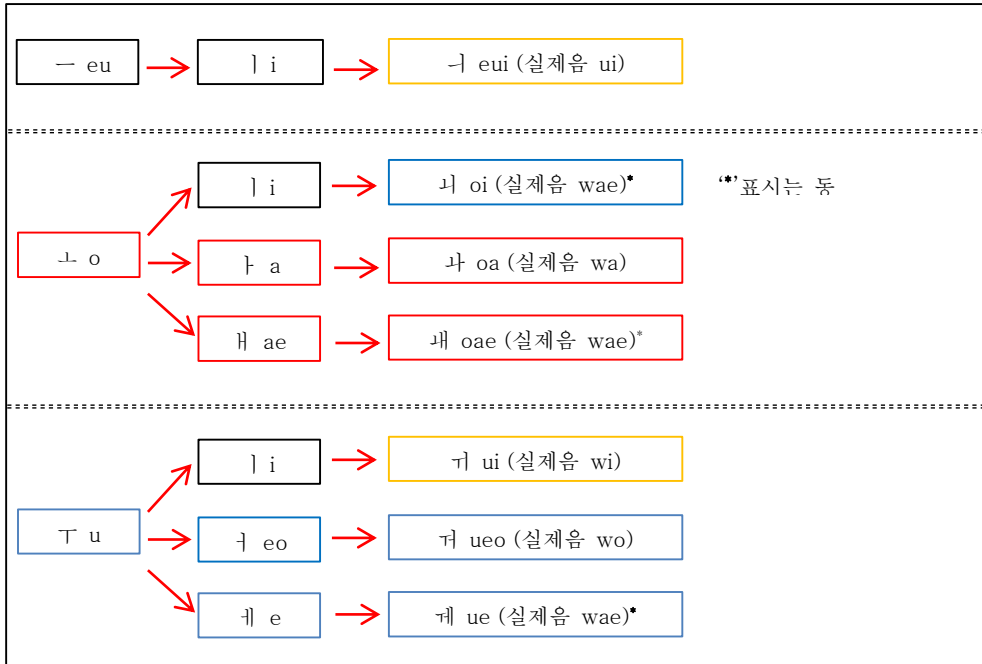 ㅡ eu ㅣ i ㅢ eui (실제음 ui)
ㅣ i ㅚ oi (실제음 wae)* ‘*’표시는 동
ㅗ o ㅏ a ㅘ oa (실제음 wa)
ㅐ ae ㅙ oae (실제음 wae)*
ㅣ i ㅟ ui (실제음 wi)
ㅜ u ㅓ eo ㅝ ueo (실제음 wo)
ㅔ e ㅞ ue (실제음 wae)*